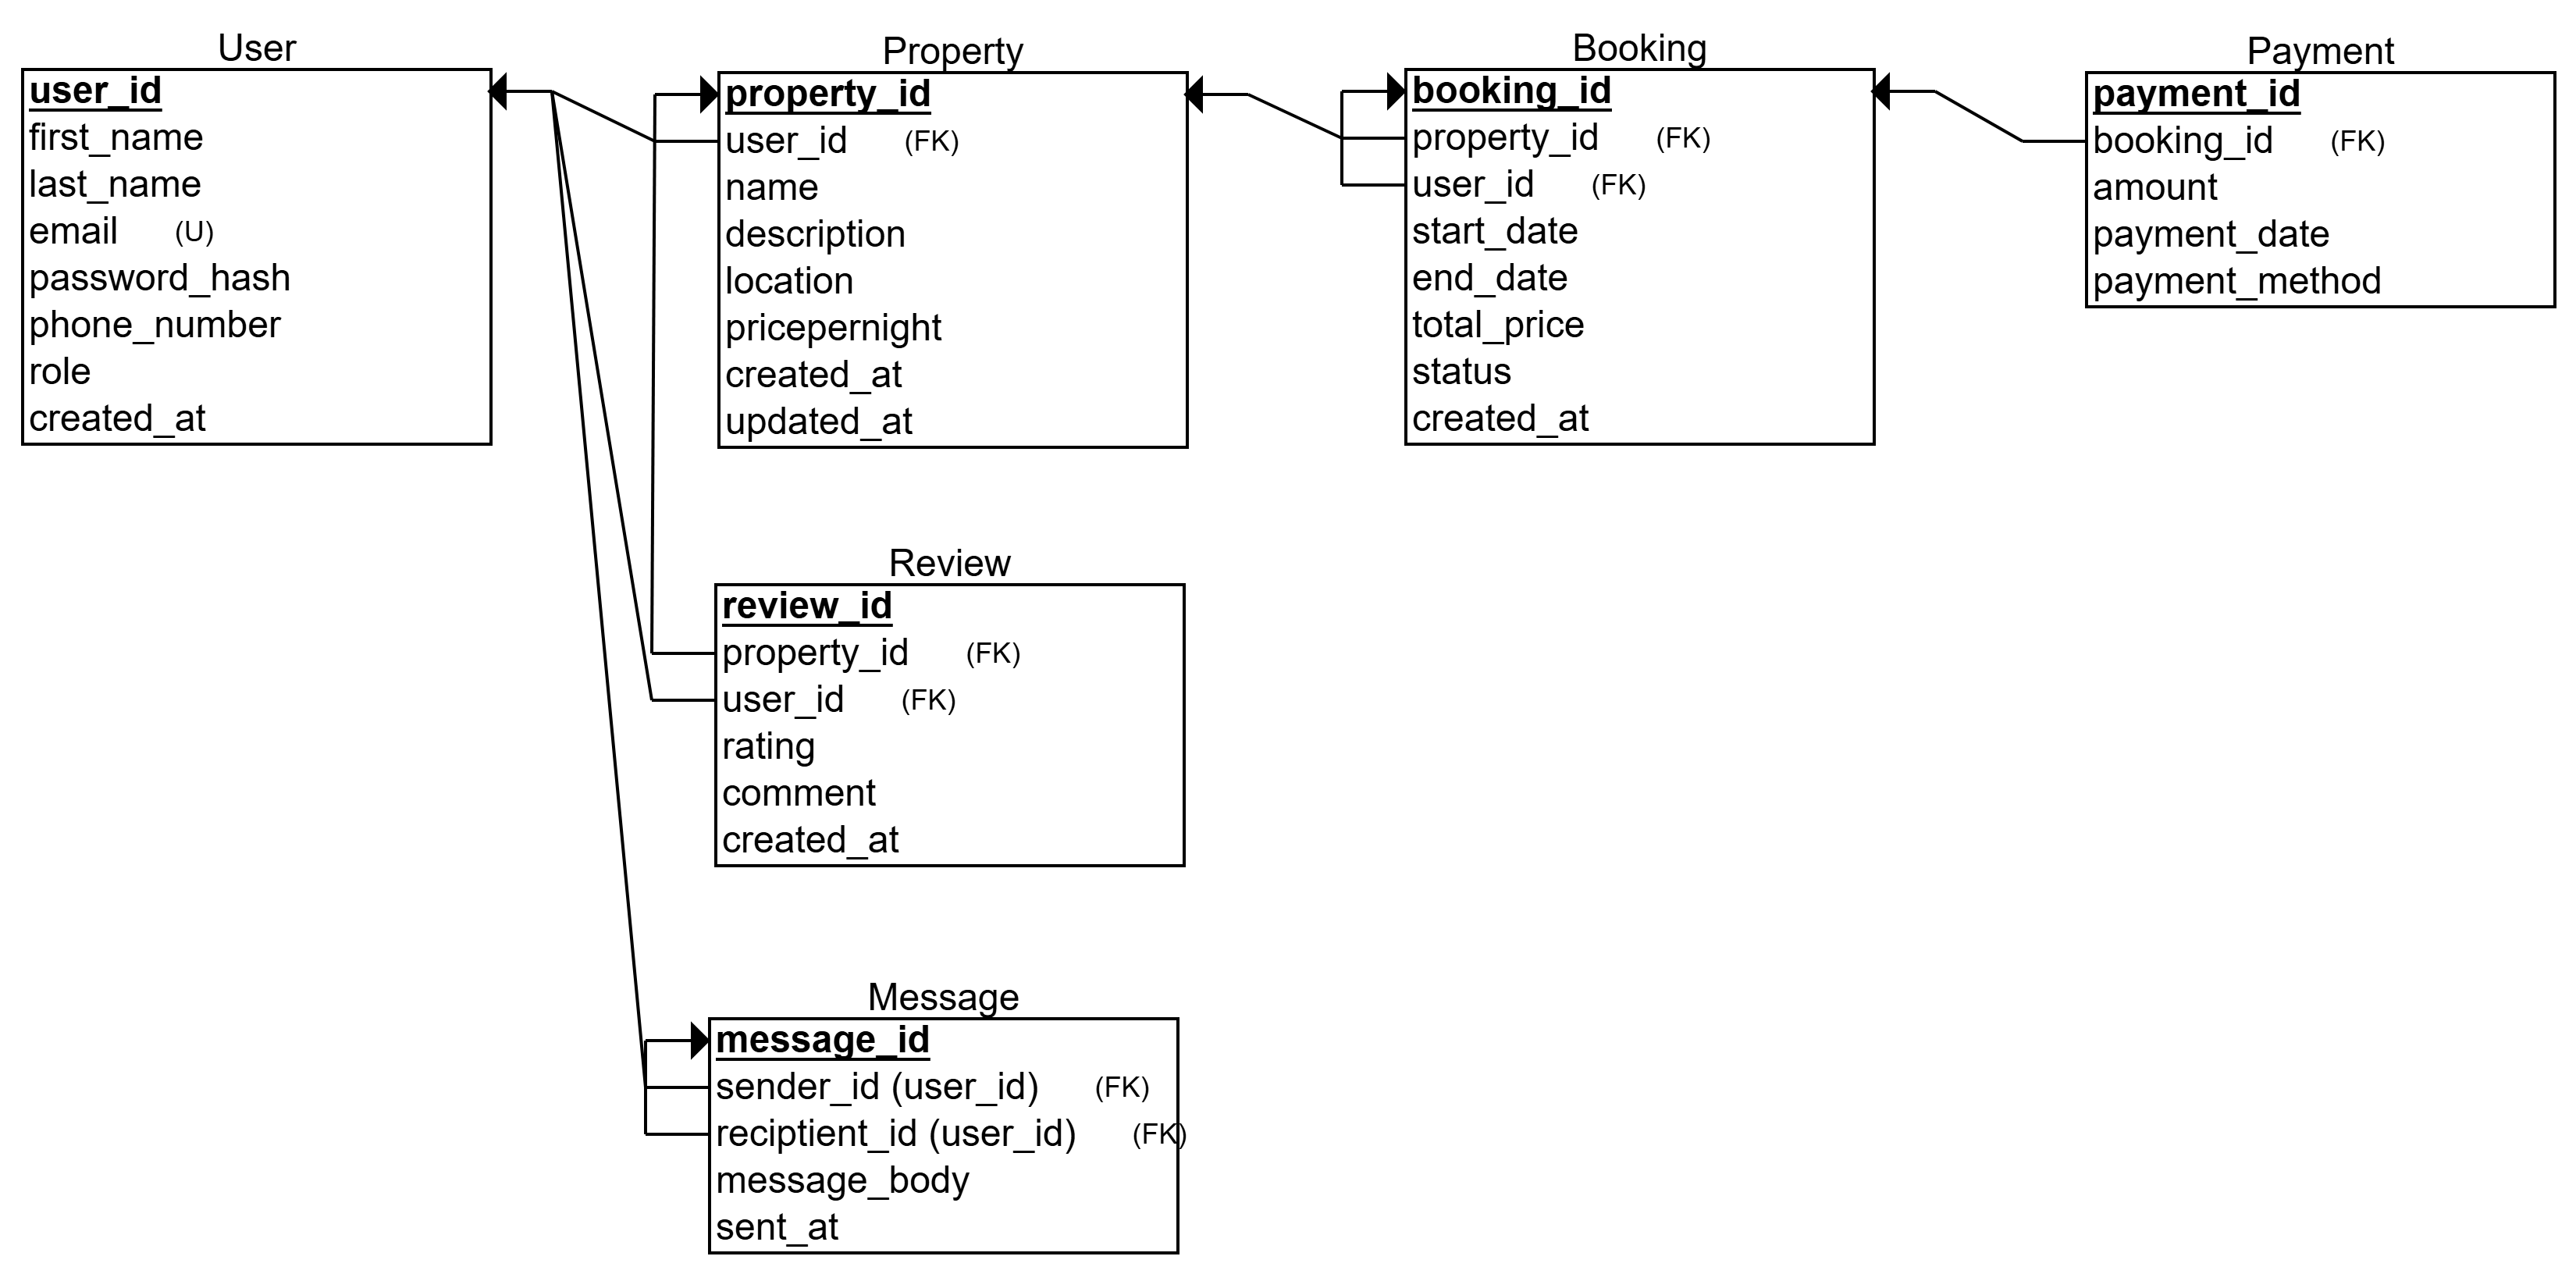 User
user_id
first_name
last_name
email (U)
password_hash
phone_number
role
created_at
Property
property_id
user_id (FK)
name
description
location
pricepernight
created_at
updated_at
Booking
booking_id
property_id (FK)
user_id (FK)
start_date
end_date
total_price
status
created_at
Payment
payment_id
booking_id (FK)
amount
payment_date
payment_method
Review
review_id
property_id (FK)
user_id (FK)
rating
comment
created_at
Message
message_id
sender_id (user_id) (FK)
reciptient_id (user_id) (FK)
message_body
sent_at